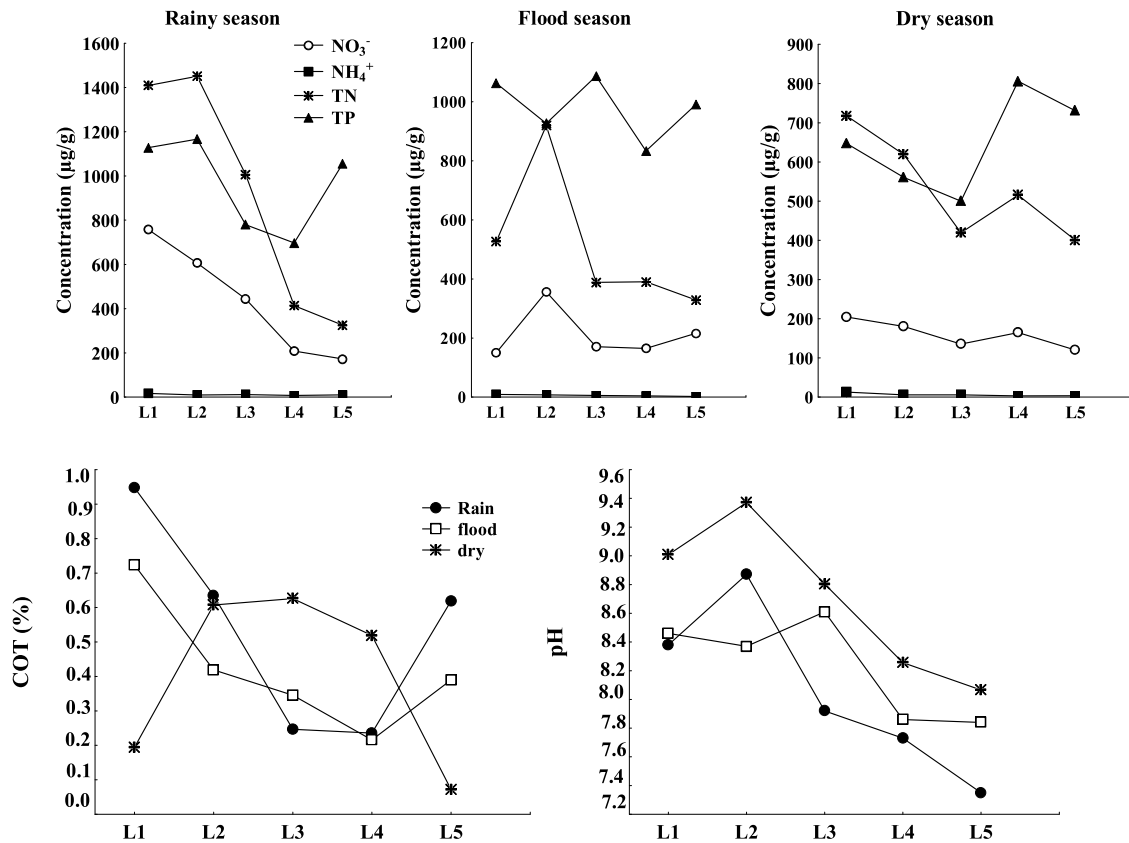 Rainy season
Flood season
Dry season
NO₃⁻
NH₄⁺
TN
TP
Concentration (µg/g)
1600
1400
1200
1000
800
600
400
200
0
L1 L2 L3 L4 L5
Concentration (µg/g)
1.200
1000
800
600
400
200
0
L1 L2 L3 L4 L5
Concentration (µg/g)
900
800
700
600
500
400
300
200
100
0
L1 L2 L3 L4 L5
COT (%)
1.0
0.9
0.8
0.7
0.6
0.5
0.4
0.3
0.2
0.1
0.0
L1 L2 L3 L4 L5
Rain
flood
dry
pH
9.6
9.4
9.2
9.0
8.8
8.6
8.4
8.2
8.0
7.8
7.6
7.4
7.2
L1 L2 L3 L4 L5